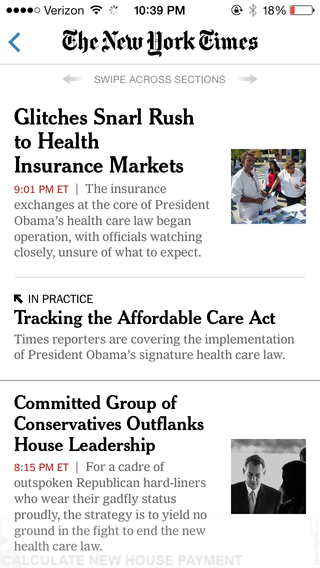 Verizon 10:39 PM 18%
The New York Times
SWIPE ACROSS SECTIONS
Glitches Snarl Rush
to Health
Insurance Markets
9:01 PM ET | The insurance
exchanges at the core of President
Obama's health care law began
operation, with officials watching
closely, unsure of what to expect.
IN PRACTICE
Tracking the Affordable Care Act
Times reporters are covering the implementation
of President Obama's signature health care law.
Committed Group of
Conservatives Outflanks
House Leadership
8:15 PM ET | For a cadre of
outspoken Republican hard-liners
who wear their gadfly status
proudly, the strategy is to yield no
ground in the fight to end the new
health care law.
CALCULATE NEW HOUSE PAYMENT